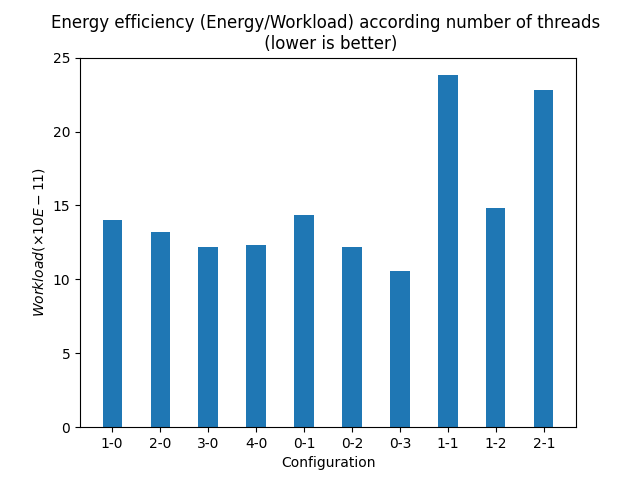 Energy efficiency (Energy/Workload) according number of threads
(lower is better)
25
20
15
10
5
0
Workload(×10E − 11)
1-0 2-0 3-0 4-0 0-1 0-2 0-3 1-1 1-2 2-1
Configuration